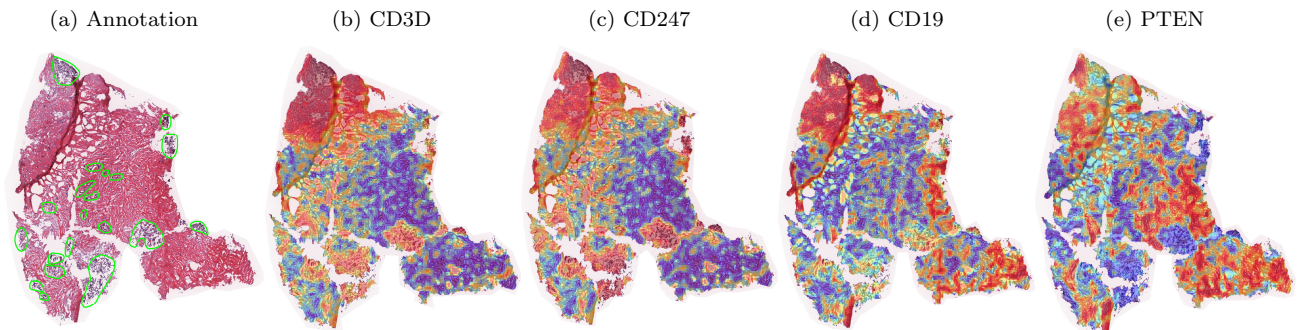 (a) Annotation
(b) CD3D
(c) CD247
(d) CD19
(e) PTEN